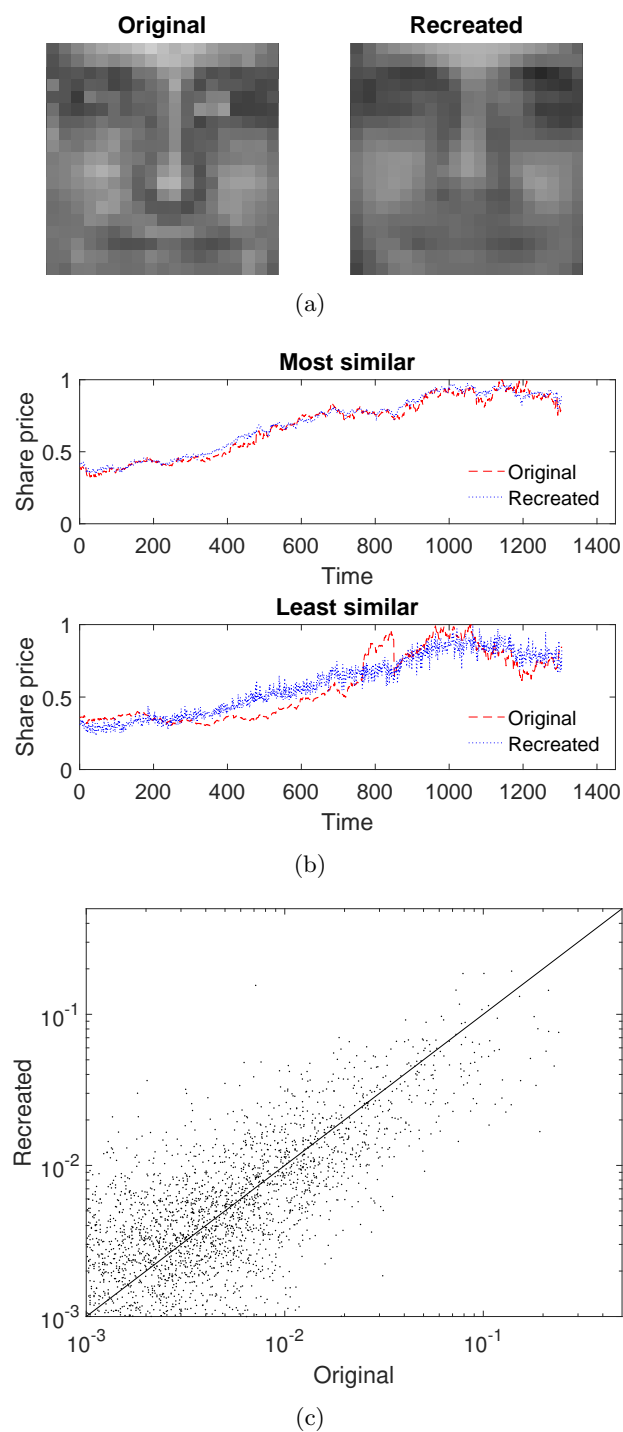 Original Recreated
(a)
Most similar
1
0.5
0
Share price
Original
Recreated
0 200 400 600 800 1000 1200 1400
Time
Least similar
1
0.5
0
Share price
Original
Recreated
0 200 400 600 800 1000 1200 1400
Time
(b)
10-1
10-2
10-3
Recreated
10-3 10-2 10-1
Original
(c)